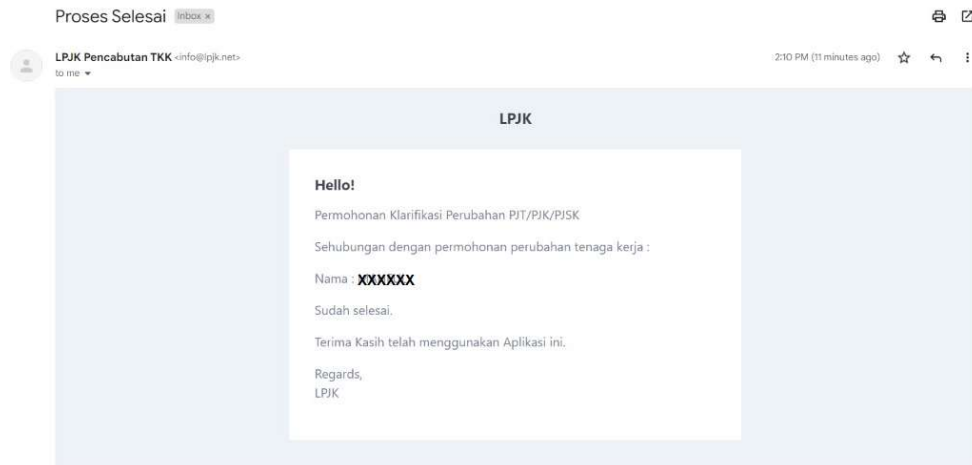 Proses Selesai Inbox x
LPJK Pencabutan TKK <info@lpjk.net> 2:10 PM (11 minutes ago)
to me
LPJK
Hello!
Permohonan Klarifikasi Perubahan PJT/PJK/PJSK
Sehubungan dengan permohonan perubahan tenaga kerja :
Nama : XXXXXX
Sudah selesai.
Terima Kasih telah menggunakan Aplikasi ini.
Regards,
LPJK